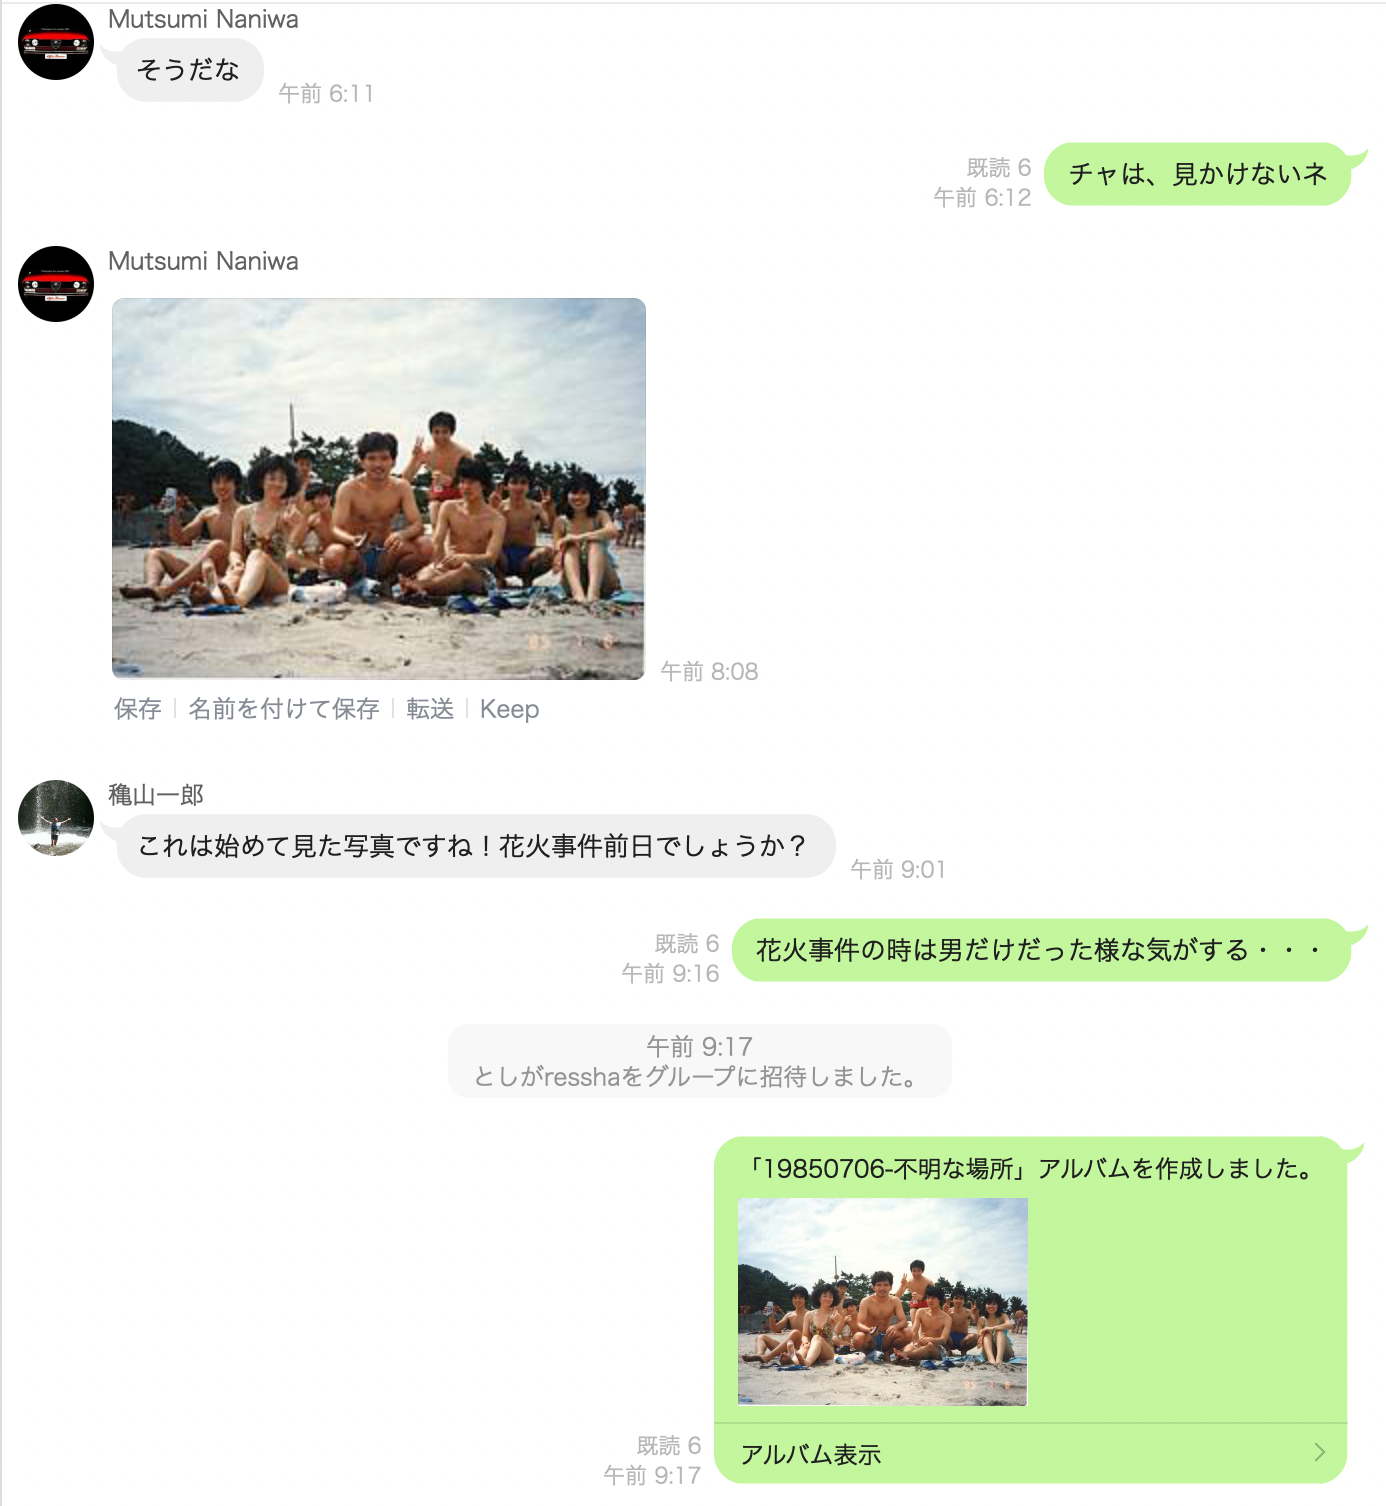 Mutsumi Naniwa
そうだな
午前 6:11
既読 6
午前 6:12
チャは、見かけないネ
Mutsumi Naniwa
午前 8:08
保存 名前を付けて保存 転送 Keep
穐山一郎
これは始めて見た写真ですね！花火事件前日でしょうか？
午前 9:01
既読 6
午前 9:16
花火事件の時は男だけだった様な気がする・・・
午前 9:17
としがresshaをグループに招待しました。
「19850706-不明な場所」アルバムを作成しました。
アルバム表示
既読 6
午前 9:17